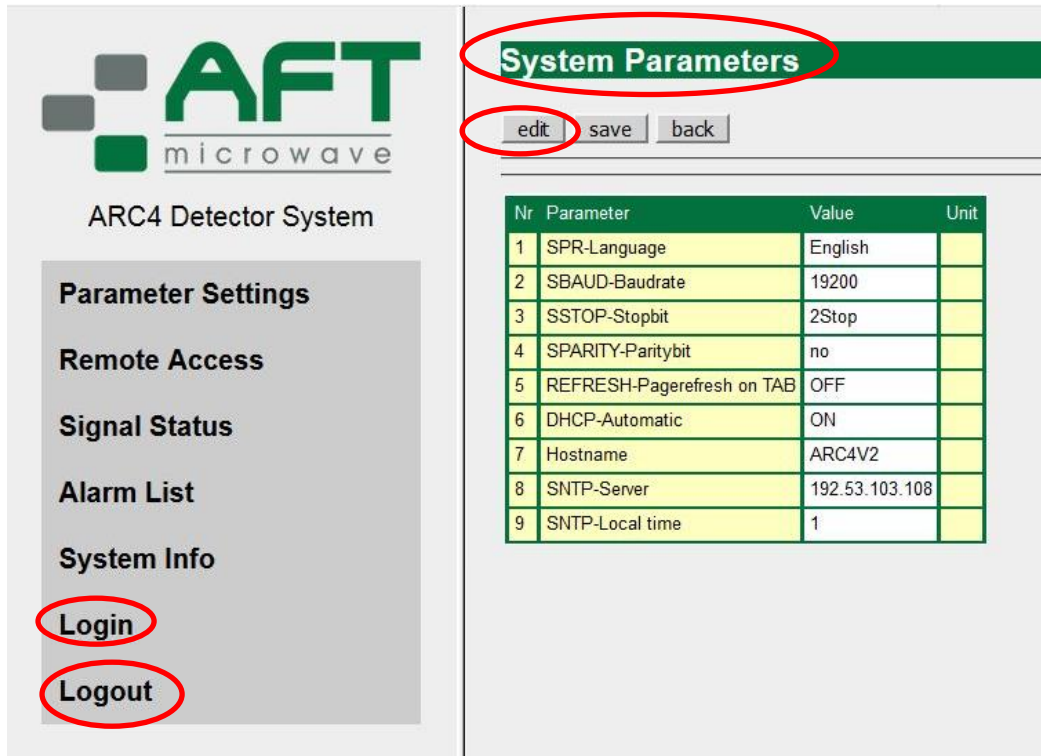 AFT
microwave
ARC4 Detector System
Parameter Settings
Remote Access
Signal Status
Alarm List
System Info
Login
Logout
System Parameters
edit save back
Nr Parameter Value Unit
1 SPR-Language English
2 SBAUD-Baudrate 19200
3 SSTOP-Stopbit 2Stop
4 SPARITY-Paritybit no
5 REFRESH-Pagerefresh on TAB OFF
6 DHCP-Automatic ON
7 Hostname ARC4V2
8 SNTP-Server 192.53.103.108
9 SNTP-Local time 1